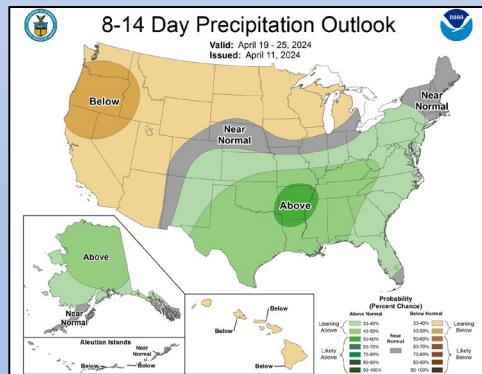 8-14 Day Precipitation Outlook
Valid: April 19 - 25, 2024
Issued: April 11, 2024
NOAA
Below
Near
Normal
Near
Normal
Above
Above
Near
Normal
Aleutian Islands
Near
Normal
Below
Below
Below
Below
Below
Probability
(Percent Chance)
Above Normal
Below Normal
Leaning
Above
33-40%
40-50%
Near
Normal
33-40%
40-50%
Leaning
Below
Likely
Above
50-60%
60-70%
70-80%
80-90%
90-100%
50-60%
60-70%
70-80%
80-90%
90-100%
Likely
Below